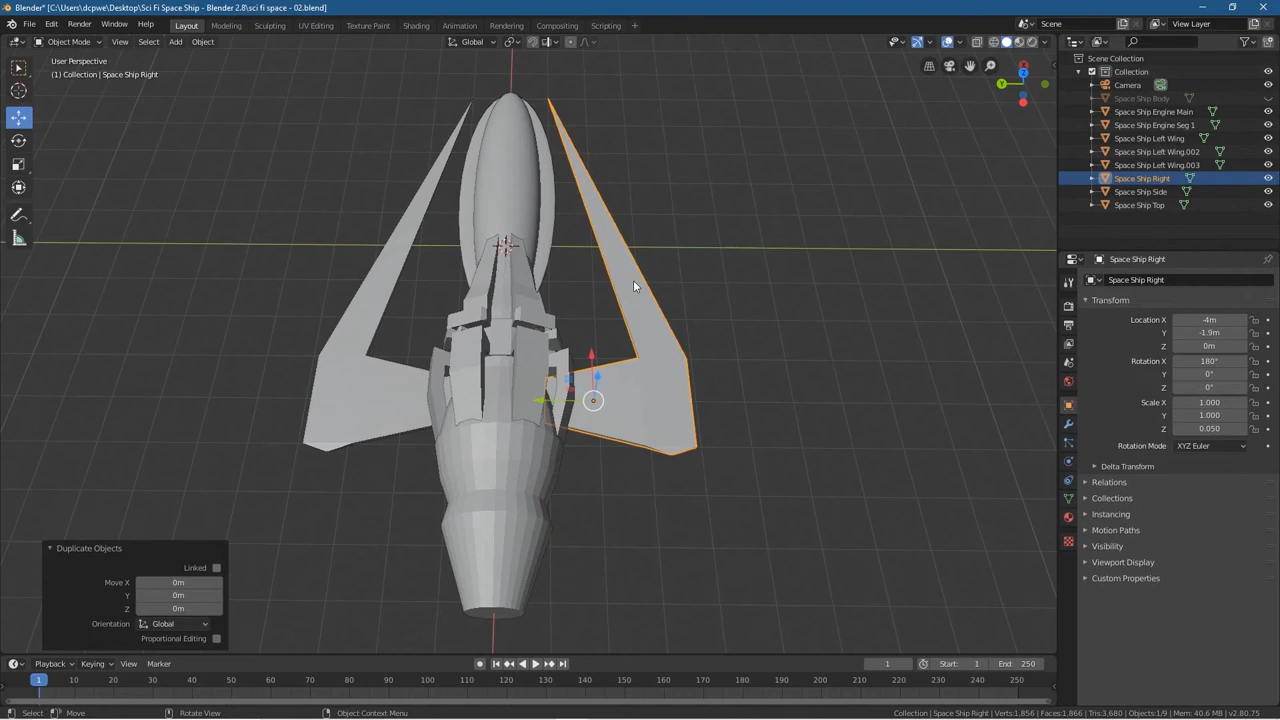 Blender* [C:\Users\dcpwe\Desktop\Sci Fi Space Ship - Blender 2.8\sci fi space - 02.blend]
File Edit Render Window Help Layout Modeling Sculpting UV Editing Texture Paint Shading Animation Rendering Compositing Scripting + Scene View Layer
Object Mode View Select Add Object Global
User Perspective
(1) Collection | Space Ship Right
Y
Z
Scene Collection
Collection
Camera
Space Ship Body
Space Ship Engine Main
Space Ship Engine Seg 1
Space Ship Left Wing
Space Ship Left Wing.002
Space Ship Left Wing.003
Space Ship Right
Space Ship Side
Space Ship Top
Space Ship Right
Space Ship Right
Transform
Location X -4m
Y -1.9m
Z 0m
Rotation X 180°
Y 0°
Z 0°
Scale X 1.000
Y 1.000
Z 0.050
Rotation Mode XYZ Euler
Delta Transform
Relations
Collections
Instancing
Motion Paths
Visibility
Viewport Display
Custom Properties
Duplicate Objects
Linked
Move X 0m
Y 0m
Z 0m
Orientation Global
Proportional Editing
Playback Keying View Marker 1 Start: 1 End: 250
1 10 20 30 40 50 60 70 80 90 100 110 120 130 140 150 160 170 180 190 200 210 220 230 240 250
Select Move Rotate View Object Context Menu Collection | Space Ship Right | Verts:1,856 | Faces:1,866 | Tris:3,680 | Objects:1/9 | Mem: 40.6 MB | v2.80.75